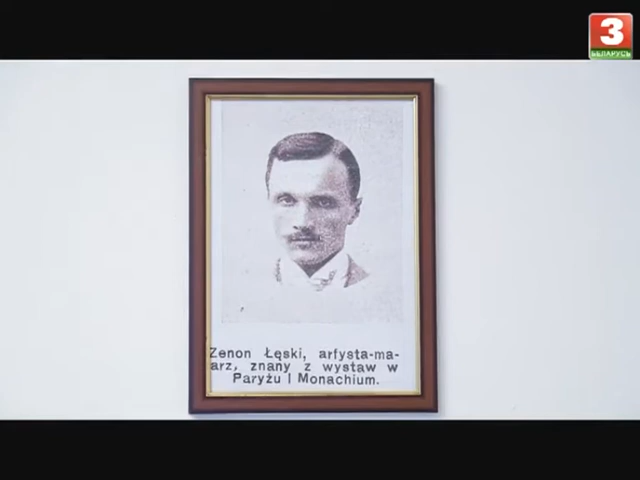 3
БЕЛАРУСЬ
Zenon Łęski, arfysta-ma-
arz, znany z wystaw w
Paryżu i Monachium.